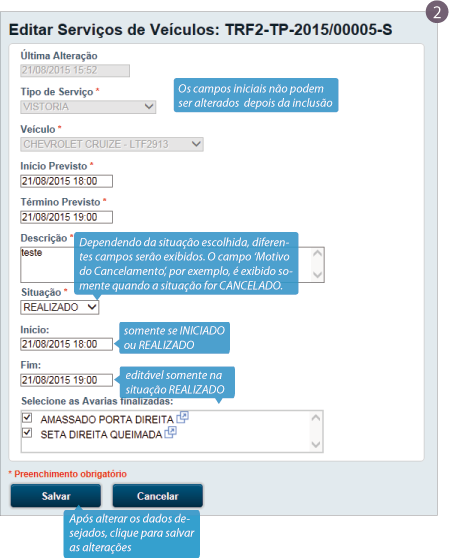 2
Editar Serviços de Veículos: TRF2-TP-2015/00005-S
Última Alteração
21/08/2015 15:52
Os campos iniciais não podem
ser alterados depois da inclusão
Tipo de Serviço *
VISTORIA
Veículo *
CHEVROLET CRUIZE - LTF2913
Início Previsto *
21/08/2015 18:00
Término Previsto *
21/08/2015 19:00
Descrição *
teste
Dependendo da situação escolhida, diferen-
tes campos serão exibidos. O campo 'Motivo
do Cancelamento', por exemplo, é exibido so-
mente quando a situação for CANCELADO.
Situação *
REALIZADO
Início:
21/08/2015 18:00
somente se INICIADO
ou REALIZADO
Fim:
21/08/2015 19:00
editável somente na
situação REALIZADO
Selecione as Avarias finalizadas:
AMASSADO PORTA DIREITA
SETA DIREITA QUEIMADA
* Preenchimento obrigatório
Salvar Cancelar
Após alterar os dados de-
sejados, clique para salvar
as alterações